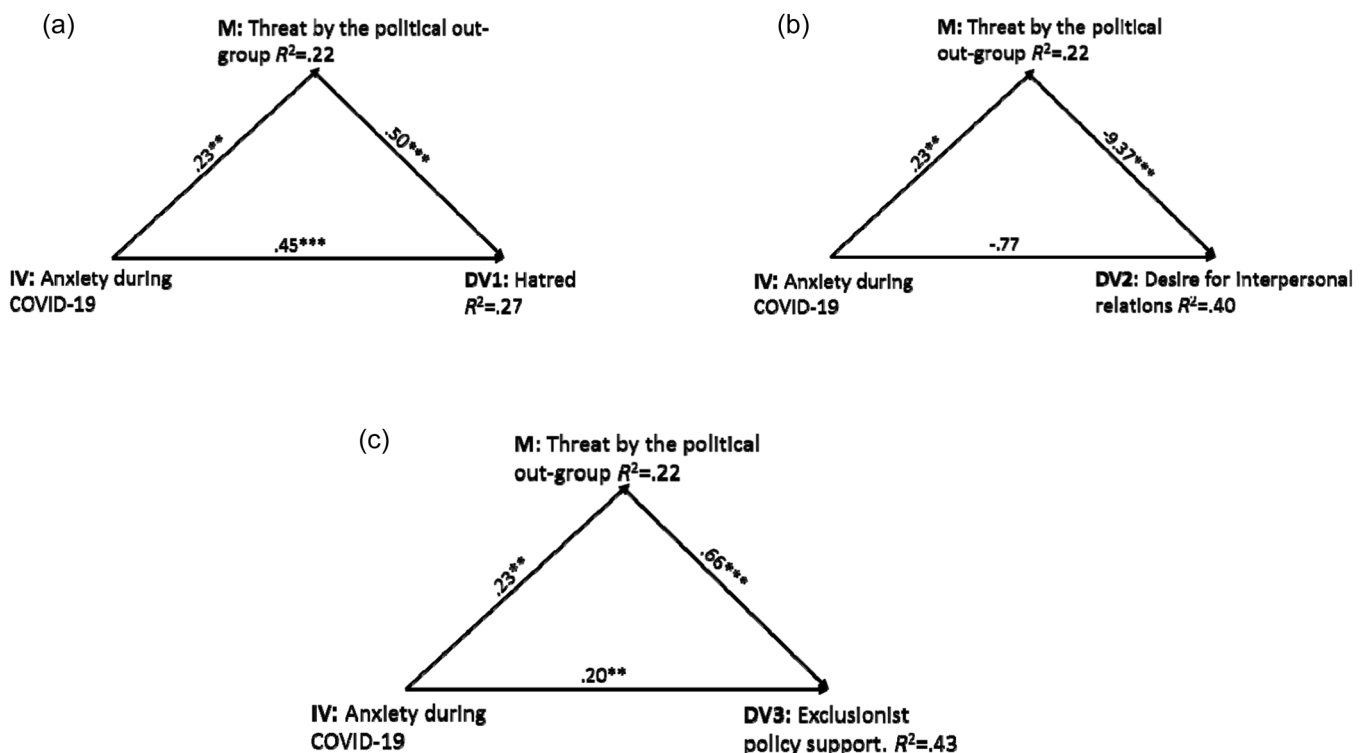 (a)
M: Threat by the political out-
group R²=.22
.23**
.50***
.45***
IV: Anxiety during
COVID-19
DV1: Hatred
R²=.27
(b)
M: Threat by the political
out-group R²=.22
.23**
-9.37***
-.77
IV: Anxiety during
COVID-19
DV2: Desire for interpersonal
relations R²=.40
(c)
M: Threat by the political
out-group R²=.22
.23**
.66***
.20**
IV: Anxiety during
COVID-19
DV3: Exclusionist
policy support. R²=.43